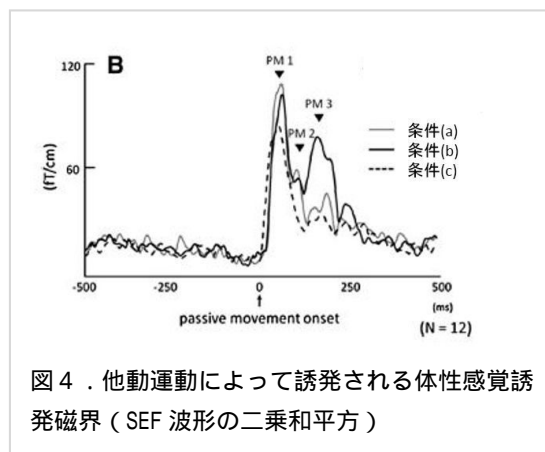 120
B
PM 1
PM 3
PM 2
条件(a)
条件(b)
条件(c)
(fT/cm)
60
-500
-250
0
250
500
(ms)
passive movement onset
(N = 12)
図４．他動運動によって誘発される体性感覚誘
発磁界（SEF 波形の二乗和平方）